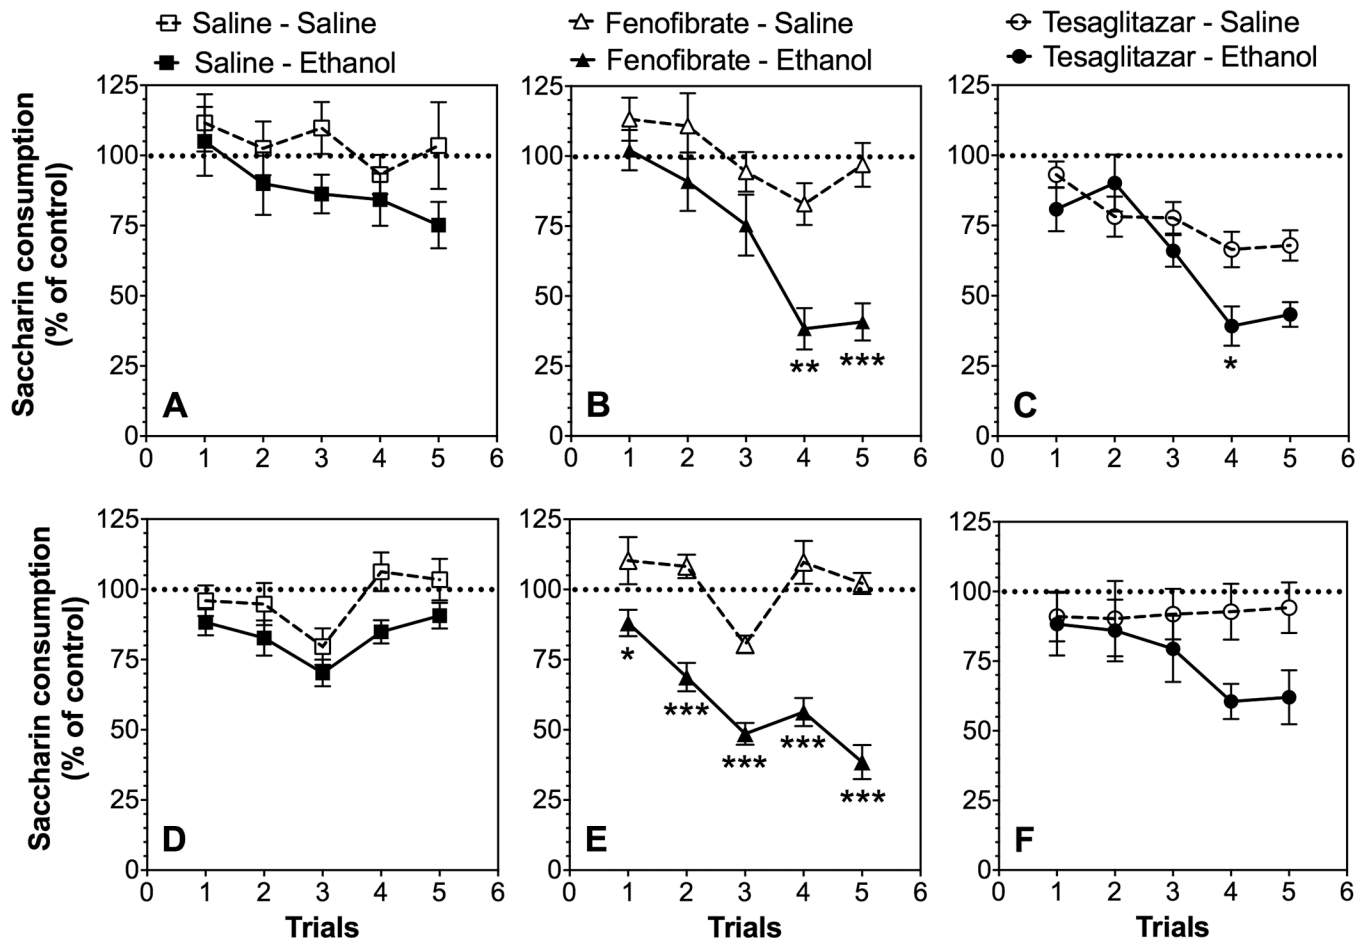 Saline - Saline
Saline - Ethanol
Fenofibrate - Saline
Fenofibrate - Ethanol
Tesaglitazar - Saline
Tesaglitazar - Ethanol
Saccharin consumption
(% of control)
125
100
75
50
25
0
A
0 1 2 3 4 5 6
125
100
75
50
25
0
** ***
B
0 1 2 3 4 5 6
125
100
75
50
25
0
*
C
0 1 2 3 4 5 6
Saccharin consumption
(% of control)
125
100
75
50
25
0
D
0 1 2 3 4 5 6
Trials
125
100
75
50
25
0
*
***
***
***
***
E
0 1 2 3 4 5 6
Trials
125
100
75
50
25
0
F
0 1 2 3 4 5 6
Trials